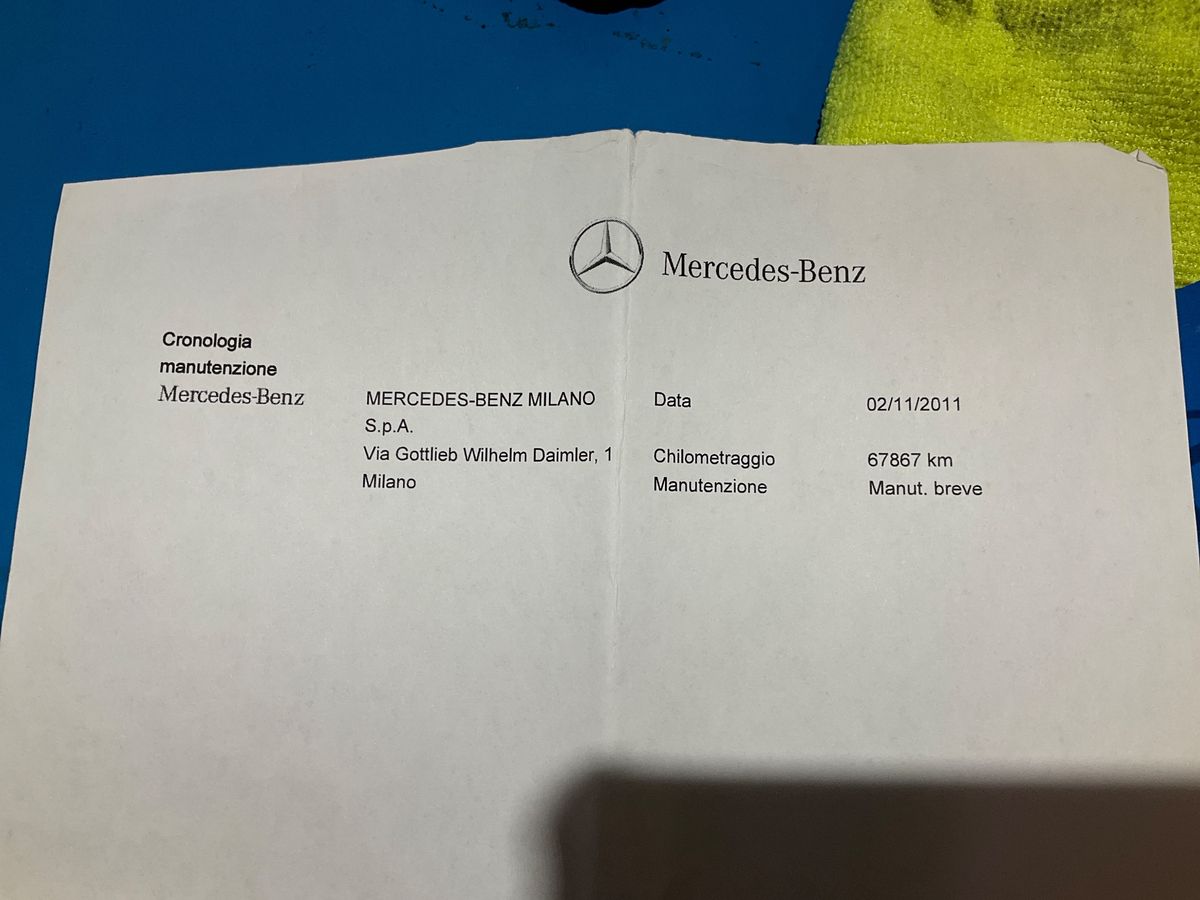 Mercedes-Benz
Cronologia
manutenzione
Mercedes-Benz MERCEDES-BENZ MILANO Data 02/11/2011
S.p.A.
Via Gottlieb Wilhelm Daimler, 1 Chilometraggio 67867 km
Milano Manutenzione Manut. breve